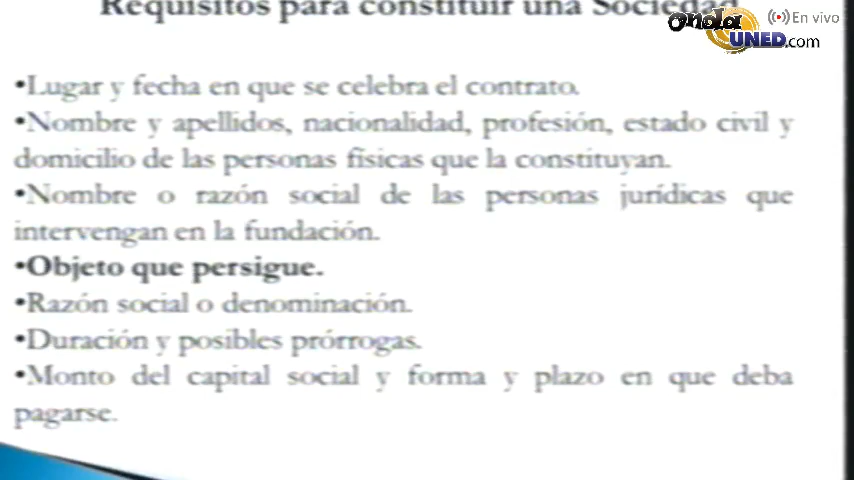 Requisitos para constituir una Sociedad
Onda
UNED.com
En vivo
•Lugar y fecha en que se celebra el contrato.
•Nombre y apellidos, nacionalidad, profesión, estado civil y
domicilio de las personas físicas que la constituyan.
•Nombre o razón social de las personas jurídicas que
intervengan en la fundación.
•Objeto que persigue.
•Razón social o denominación.
•Duración y posibles prórrogas.
•Monto del capital social y forma y plazo en que deba
pagarse.